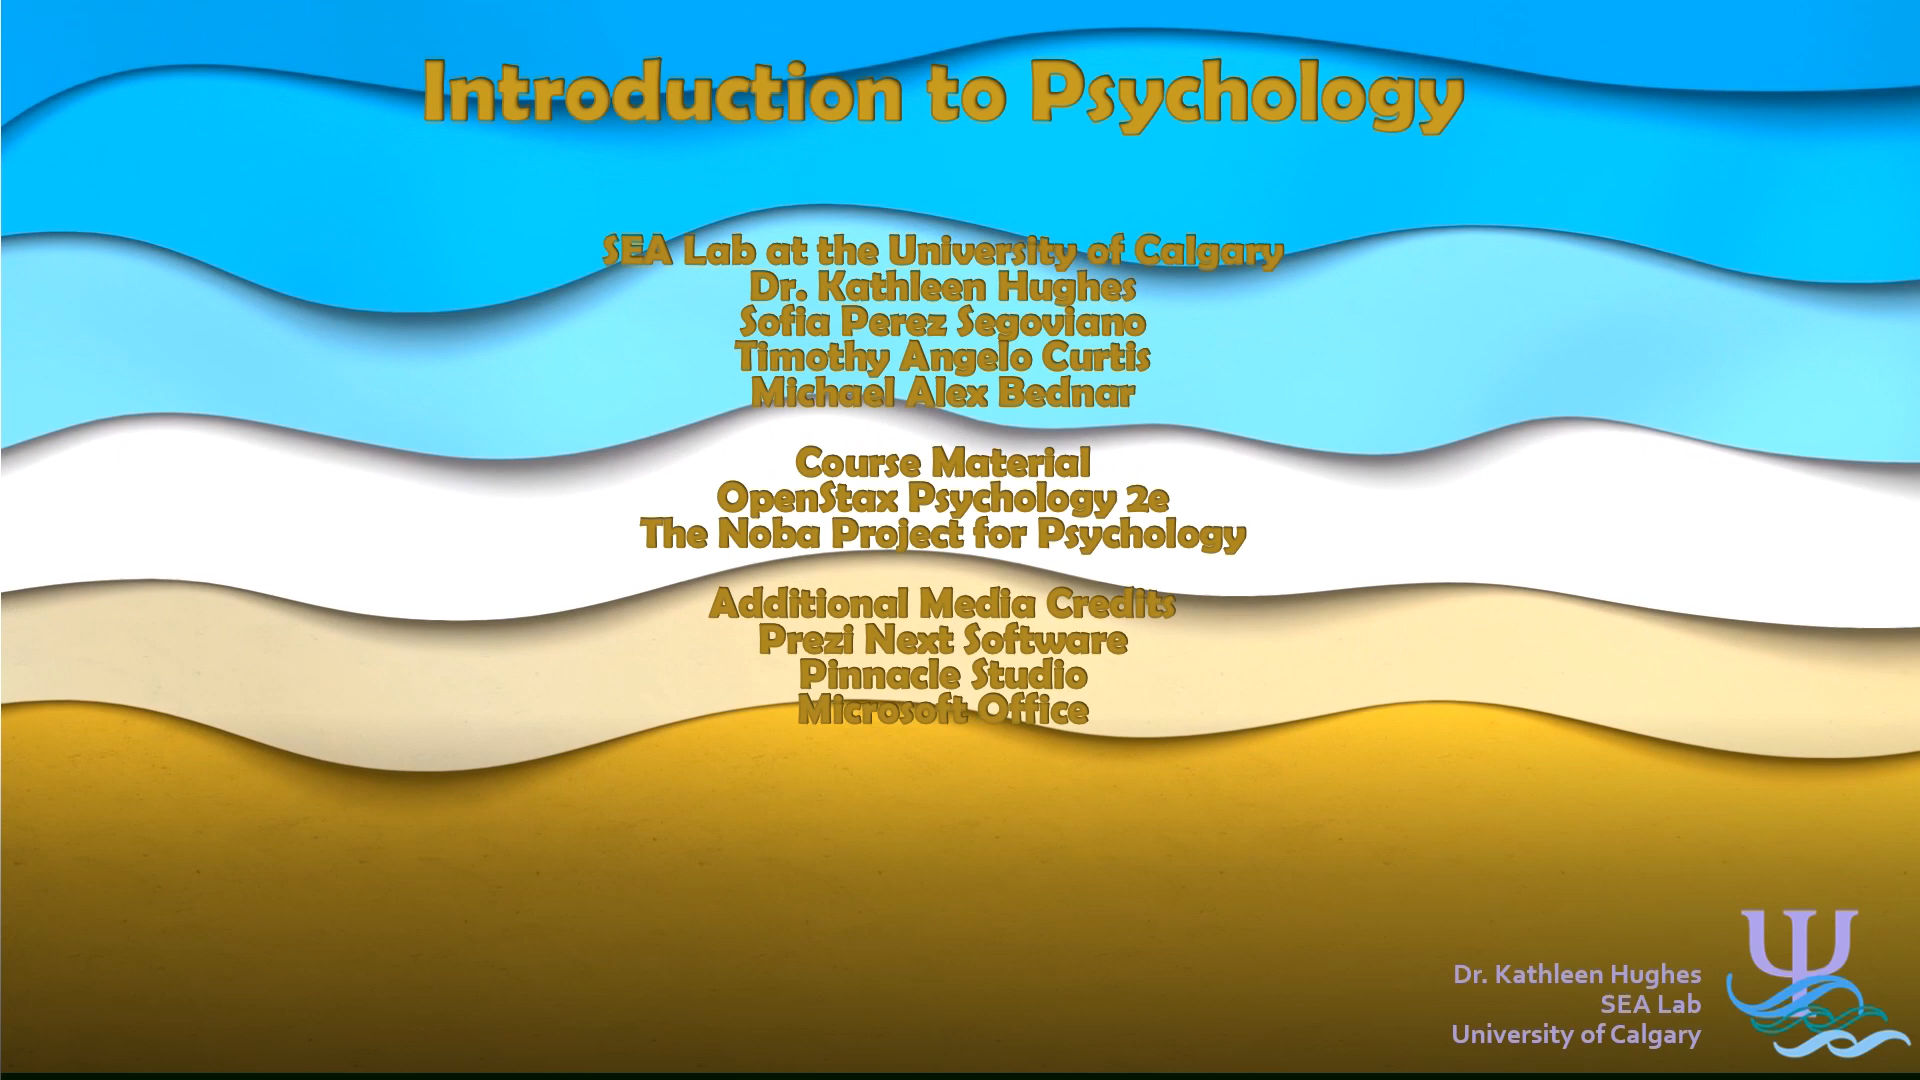 Introduction to Psychology
SEA Lab at the University of Calgary
Dr. Kathleen Hughes
Sofia Perez Segoviano
Timothy Angelo Curtis
Michael Alex Bednar
Course Material
OpenStax Psychology 2e
The Noba Project for Psychology
Additional Media Credits
Prezi Next Software
Pinnacle Studio
Microsoft Office
Dr. Kathleen Hughes
SEA Lab
University of Calgary